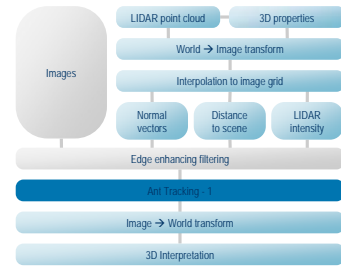 LIDAR point cloud
3D properties
World → Image transform
Images
Interpolation to image grid
Normal
vectors
Distance
to scene
LIDAR
intensity
Edge enhancing filtering
Ant Tracking - 1
Image → World transform
3D Interpretation